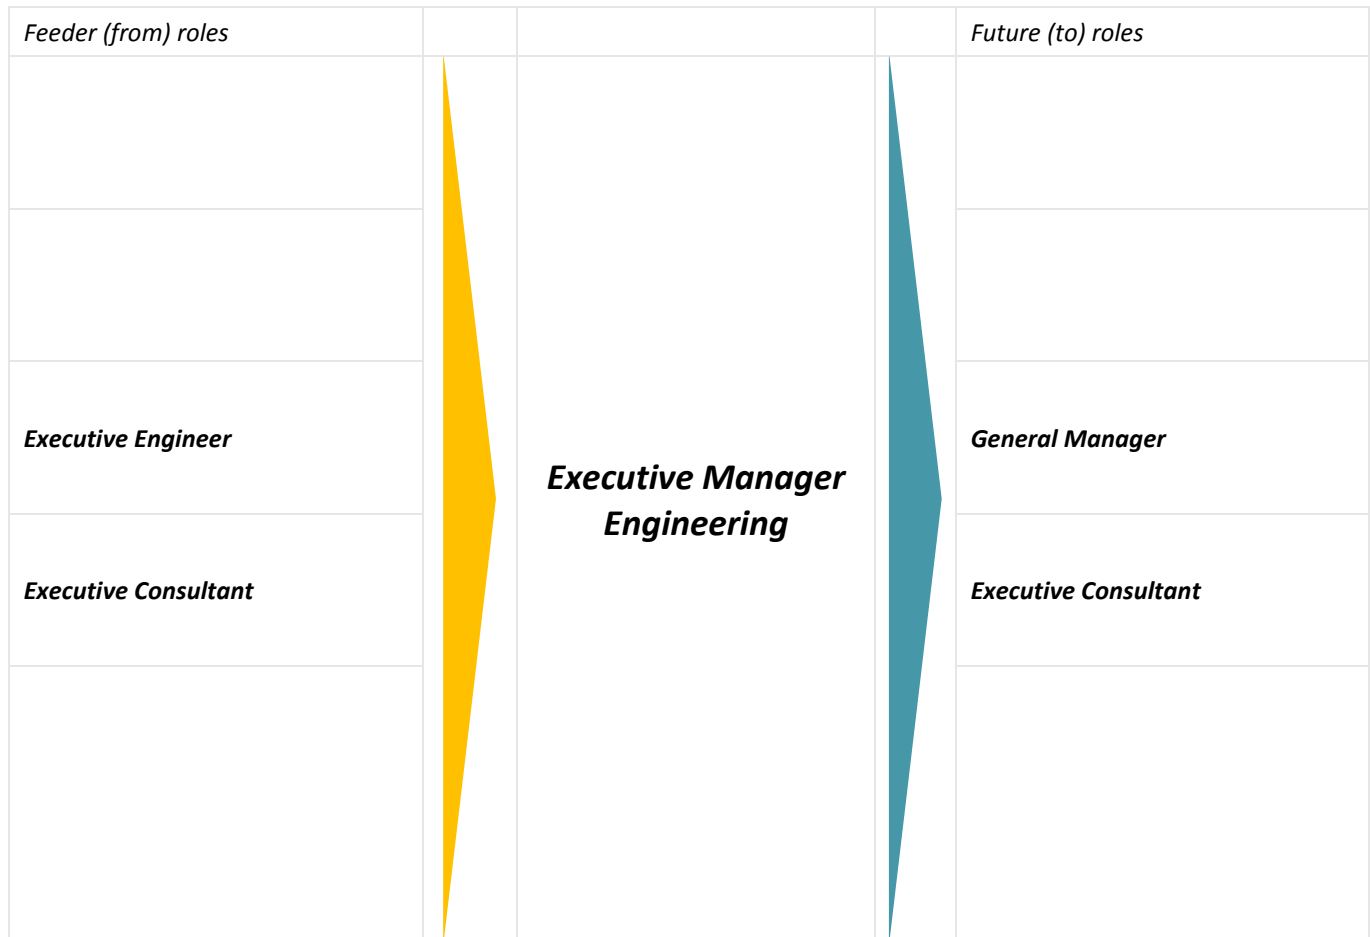 Feeder (from) roles
Future (to) roles
Executive Engineer
General Manager
Executive Manager
Engineering
Executive Consultant
Executive Consultant